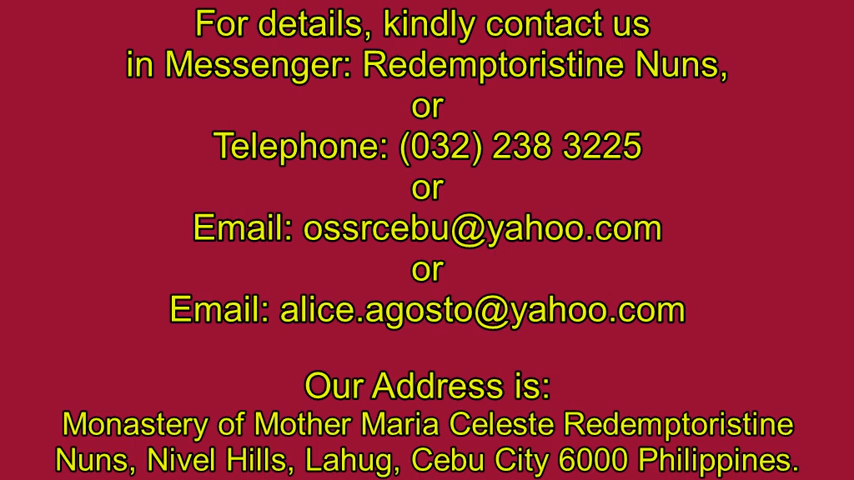 For details, kindly contact us
in Messenger: Redemptoristine Nuns,
or
Telephone: (032) 238 3225
or
Email: ossrcebu@yahoo.com
or
Email: alice.agosto@yahoo.com
Our Address is:
Monastery of Mother Maria Celeste Redemptoristine
Nuns, Nivel Hills, Lahug, Cebu City 6000 Philippines.